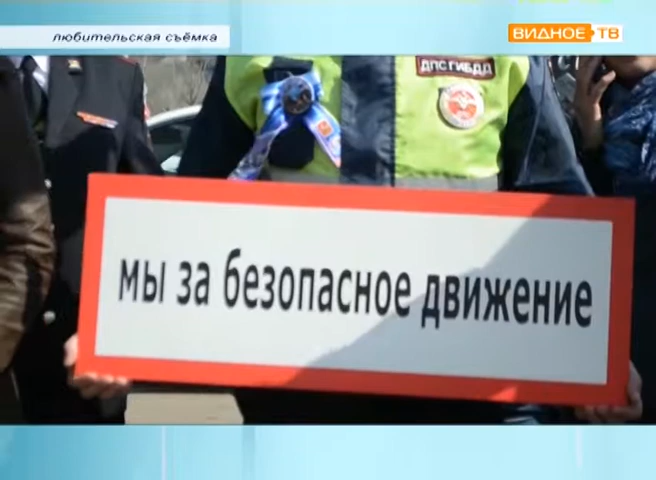 любительская съёмка
ВИДНОЕ ТВ
ДПС ГИБДД
мы за безопасное движение